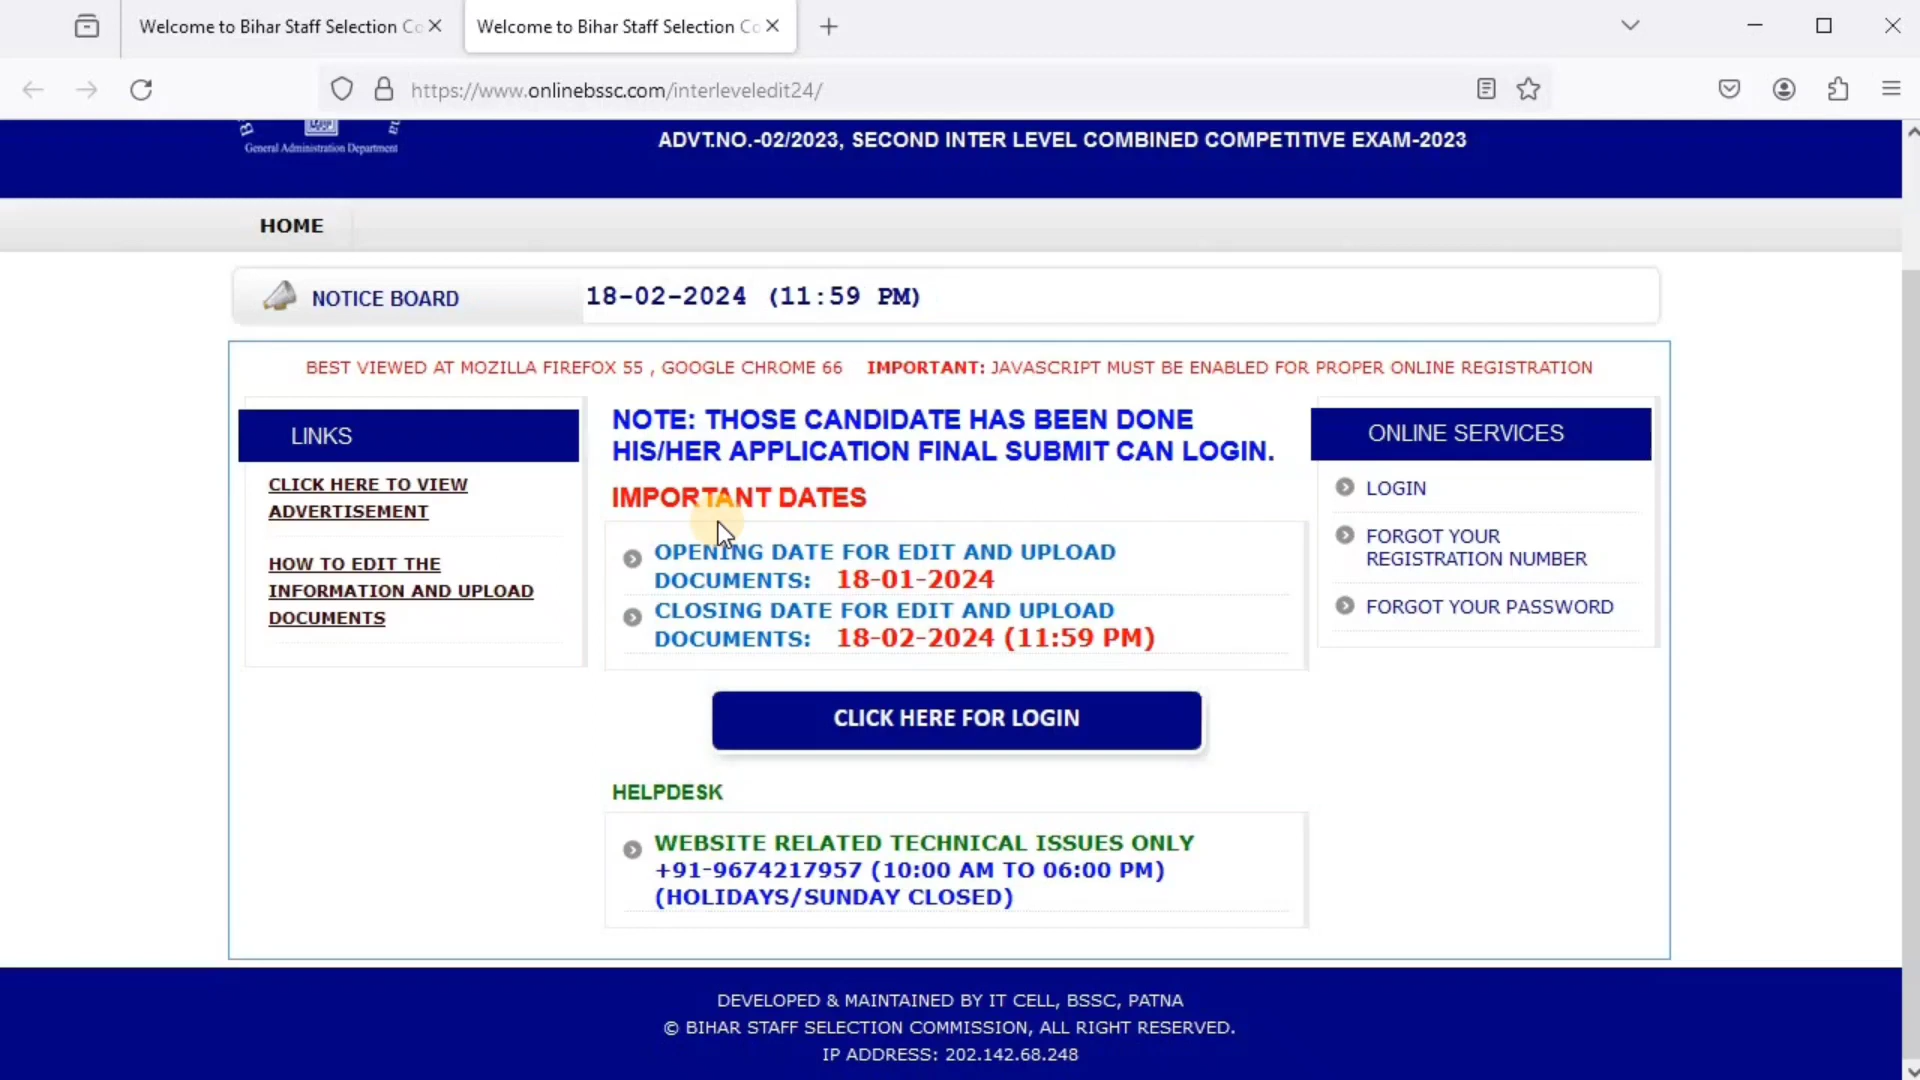 Welcome to Bihar Staff Selection Co
Welcome to Bihar Staff Selection Co
https://www.onlinebssc.com/interleveledit24/
General Administration Department
ADVT.NO.-02/2023, SECOND INTER LEVEL COMBINED COMPETITIVE EXAM-2023
HOME
NOTICE BOARD
18-02-2024 (11:59 PM)
BEST VIEWED AT MOZILLA FIREFOX 55 , GOOGLE CHROME 66 IMPORTANT: JAVASCRIPT MUST BE ENABLED FOR PROPER ONLINE REGISTRATION
LINKS
CLICK HERE TO VIEW
ADVERTISEMENT
HOW TO EDIT THE
INFORMATION AND UPLOAD
DOCUMENTS
NOTE: THOSE CANDIDATE HAS BEEN DONE
HIS/HER APPLICATION FINAL SUBMIT CAN LOGIN.
IMPORTANT DATES
OPENING DATE FOR EDIT AND UPLOAD
DOCUMENTS: 18-01-2024
CLOSING DATE FOR EDIT AND UPLOAD
DOCUMENTS: 18-02-2024 (11:59 PM)
CLICK HERE FOR LOGIN
HELPDESK
WEBSITE RELATED TECHNICAL ISSUES ONLY
+91-9674217957 (10:00 AM TO 06:00 PM)
(HOLIDAYS/SUNDAY CLOSED)
ONLINE SERVICES
LOGIN
FORGOT YOUR
REGISTRATION NUMBER
FORGOT YOUR PASSWORD
DEVELOPED & MAINTAINED BY IT CELL, BSSC, PATNA
© BIHAR STAFF SELECTION COMMISSION, ALL RIGHT RESERVED.
IP ADDRESS: 202.142.68.248